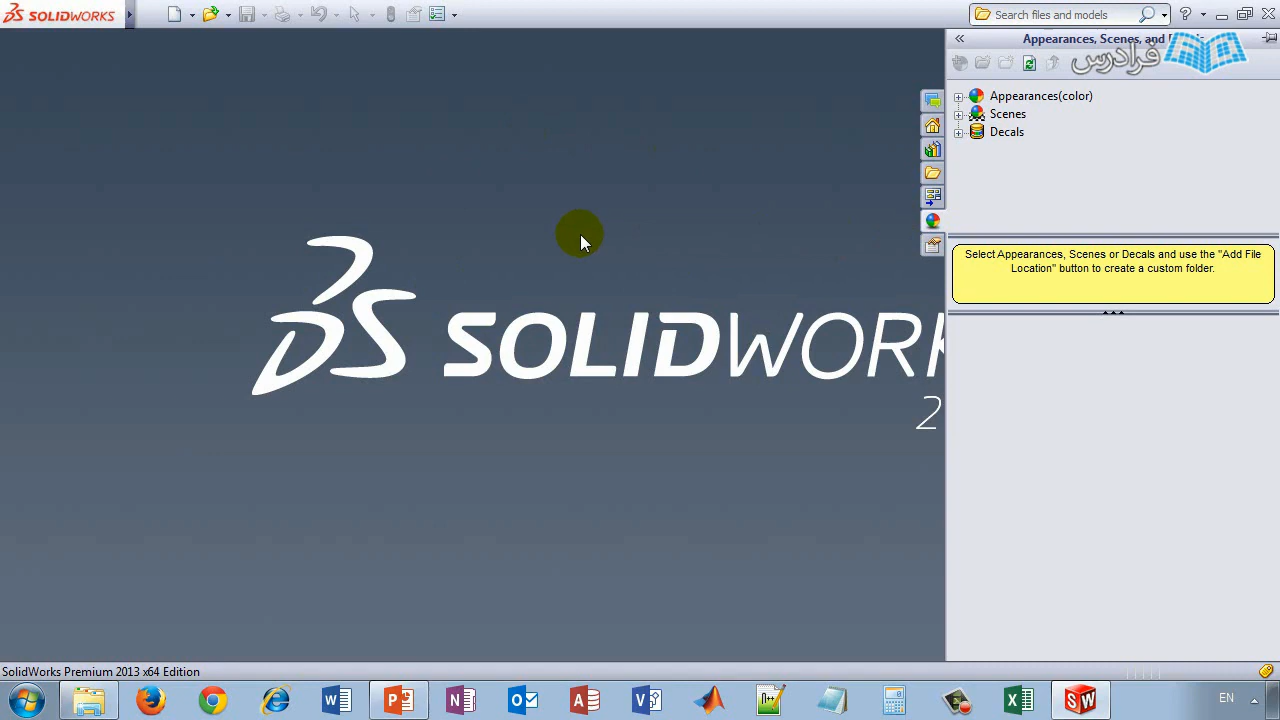 SOLIDWORKS
Search files and models
?
Appearances, Scenes, and
فرادرس
Appearances(color)
Scenes
Decals
Select Appearances, Scenes or Decals and use the "Add File
Location" button to create a custom folder.
SOLIDWORK
2
SolidWorks Premium 2013 x64 Edition
EN